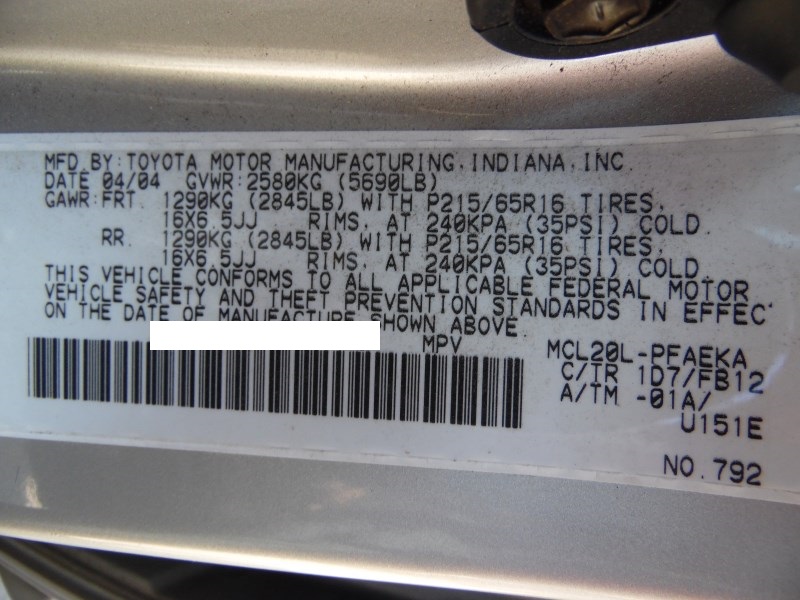 MFD.BY:TOYOTA MOTOR MANUFACTURING,INDIANA,INC.
DATE 04/04 GVWR:2580KG (5690LB)
GAWR:FRT. 1290KG (2845LB) WITH P215/65R16 TIRES,
16X6.5JJ RIMS, AT 240KPA (35PSI) COLD.
RR. 1290KG (2845LB) WITH P215/65R16 TIRES,
16X6.5JJ RIMS, AT 240KPA (35PSI) COLD.
THIS VEHICLE CONFORMS TO ALL APPLICABLE FEDERAL MOTOR
VEHICLE SAFETY AND THEFT PREVENTION STANDARDS IN EFFEC
ON THE DATE OF MANUFACTURE SHOWN ABOVE
MPV MCL20L-PFAEKA
C/TR 1D7/FB12
A/TM -01A/
U151E
NO.792